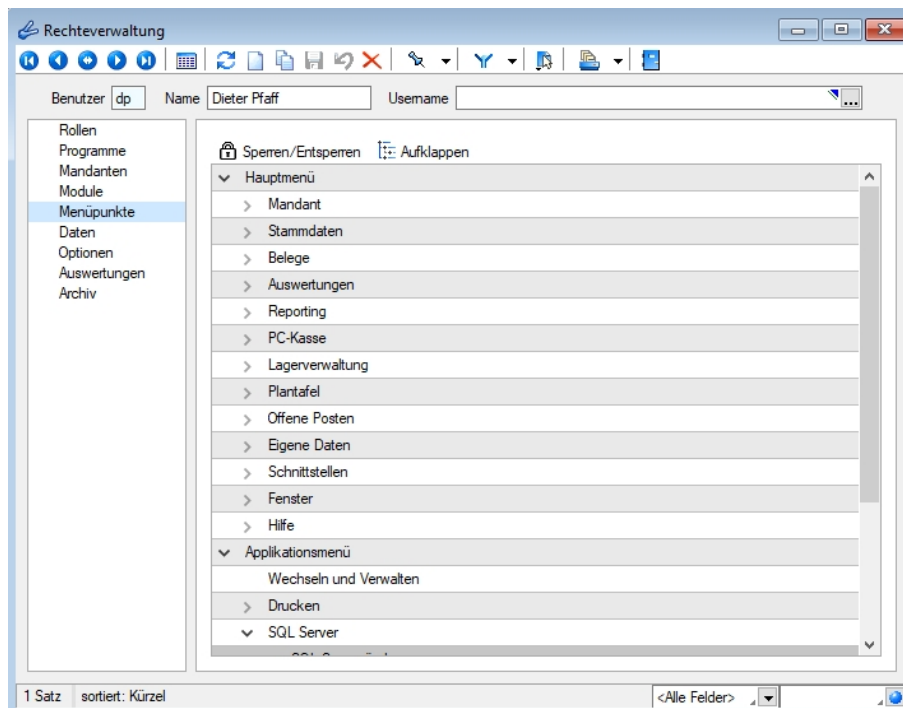 Rechteverwaltung
Benutzer dp Name Dieter Pfaff Username ...
Rollen
Programme
Mandanten
Module
Menüpunkte
Daten
Optionen
Auswertungen
Archiv
Sperren/Entsperren Aufklappen
Hauptmenü
Mandant
Stammdaten
Belege
Auswertungen
Reporting
PC-Kasse
Lagerverwaltung
Plantafel
Offene Posten
Eigene Daten
Schnittstellen
Fenster
Hilfe
Applikationsmenü
Wechseln und Verwalten
Drucken
SQL Server
1 Satz sortiert: Kürzel <Alle Felder>